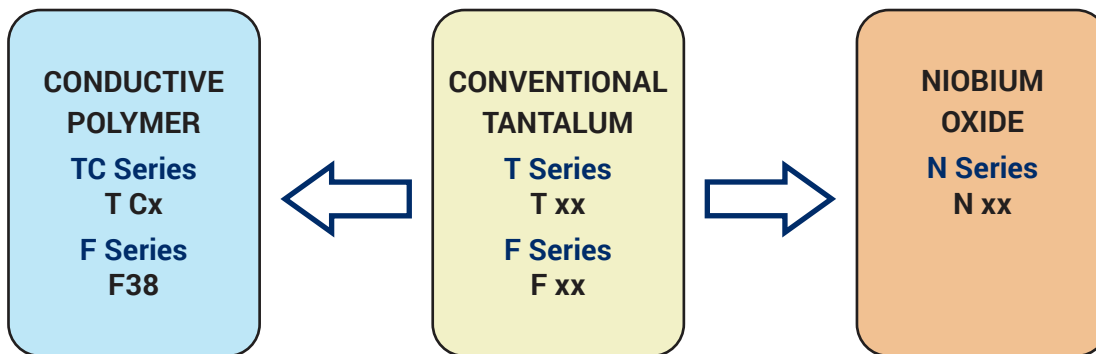 CONDUCTIVE
POLYMER
TC Series
T Cx
F Series
F38
CONVENTIONAL
TANTALUM
T Series
T xx
F Series
F xx
NIOBIUM
OXIDE
N Series
N xx